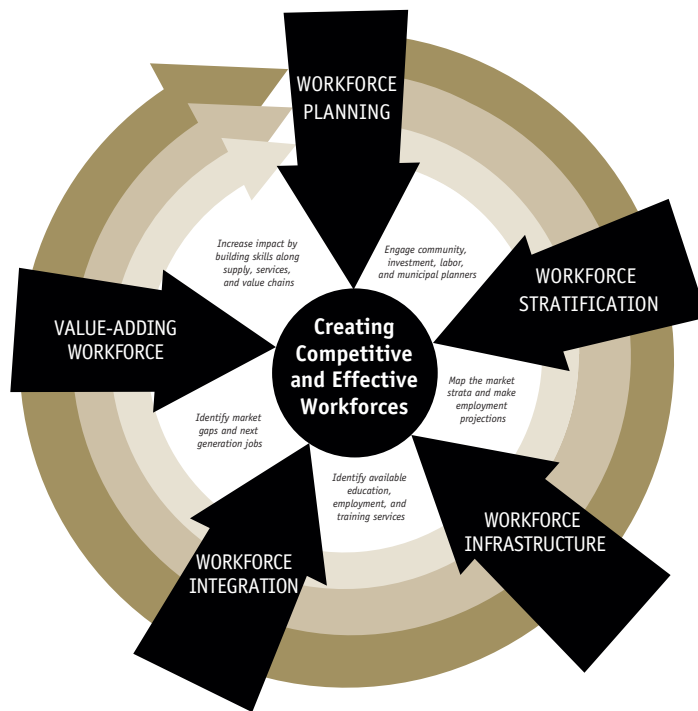 WORKFORCE
PLANNING
Increase impact by
building skills along
supply, services,
and value chains
Engage community,
investment, labor,
and municipal planners
WORKFORCE
STRATIFICATION
VALUE-ADDING
WORKFORCE
Creating
Competitive
and Effective
Workforces
Map the market
strata and make
employment
projections
Identify market
gaps and next
generation jobs
Identify available
education,
employment, and
training services
WORKFORCE
INFRASTRUCTURE
WORKFORCE
INTEGRATION